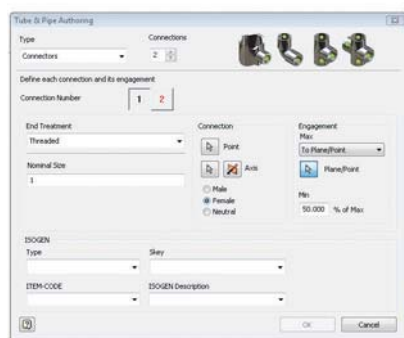 Tube & Pipe Authoring
Type
Connections
Connectors
2
Define each connection and its engagement
Connection Number
1
2
End Treatment
Threaded
Nominal Size
1
Connection
Point
Axis
Male
Female
Neutral
Engagement
Max
To Plane/Point
Plane/Point
Min
50.000 % of Max
ISOGEN
Type
Skey
ITEM-CODE
ISOGEN Description
?
OK
Cancel